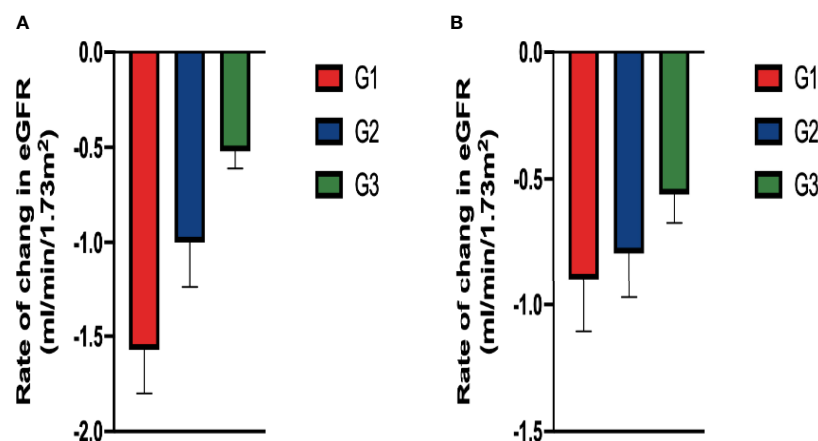 A
Rate of chang in eGFR
(ml/min/1.73m²)
0.0
-0.5
-1.0
-1.5
-2.0
G1
G2
G3
B
Rate of chang in eGFR
(ml/min/1.73m²)
0.0
-0.5
-1.0
-1.5
G1
G2
G3